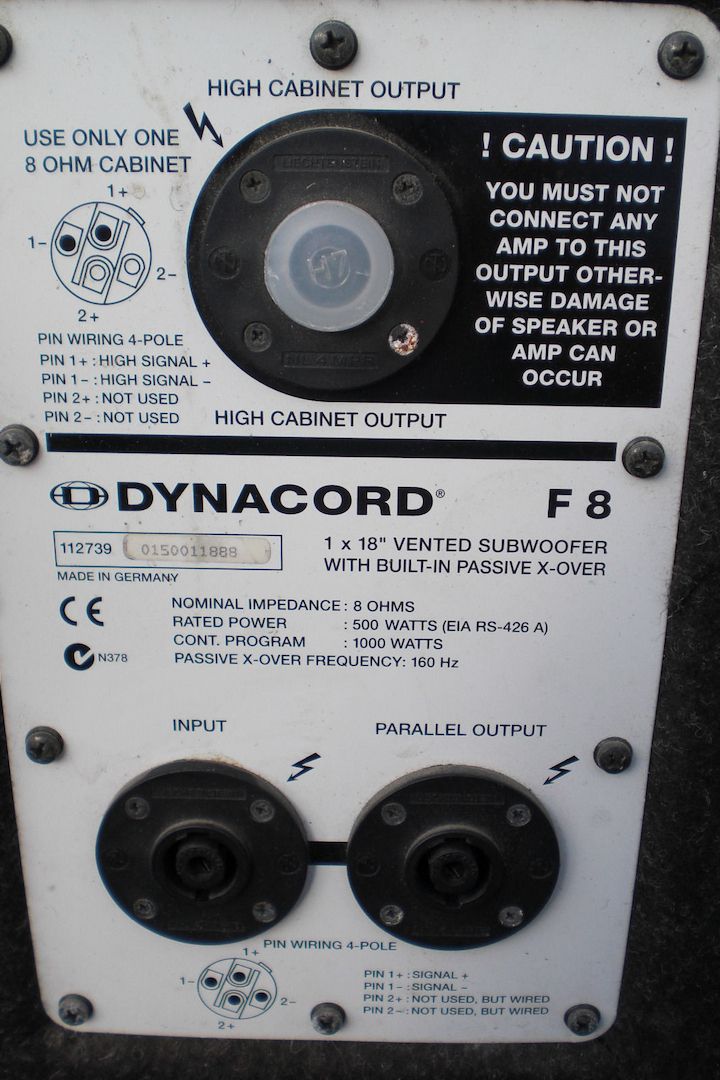 HIGH CABINET OUTPUT
USE ONLY ONE
8 OHM CABINET
1+
1-
2-
2+
PIN WIRING 4-POLE
PIN 1+ : HIGH SIGNAL +
PIN 1- : HIGH SIGNAL -
PIN 2+ : NOT USED
PIN 2- : NOT USED
LIECHTENSTEIN
HIGH CABINET OUTPUT
! CAUTION !
YOU MUST NOT
CONNECT ANY
AMP TO THIS
OUTPUT OTHER-
WISE DAMAGE
OF SPEAKER OR
AMP CAN
OCCUR
DYNACORD®
F 8
112739 0150011888
MADE IN GERMANY
1 x 18" VENTED SUBWOOFER
WITH BUILT-IN PASSIVE X-OVER
CE
N378
NOMINAL IMPEDANCE : 8 OHMS
RATED POWER : 500 WATTS (EIA RS-426 A)
CONT. PROGRAM : 1000 WATTS
PASSIVE X-OVER FREQUENCY: 160 Hz
INPUT
PARALLEL OUTPUT
PIN WIRING 4-POLE
1+
1-
2-
2+
PIN 1+ : SIGNAL +
PIN 1- : SIGNAL -
PIN 2+ : NOT USED, BUT WIRED
PIN 2- : NOT USED, BUT WIRED